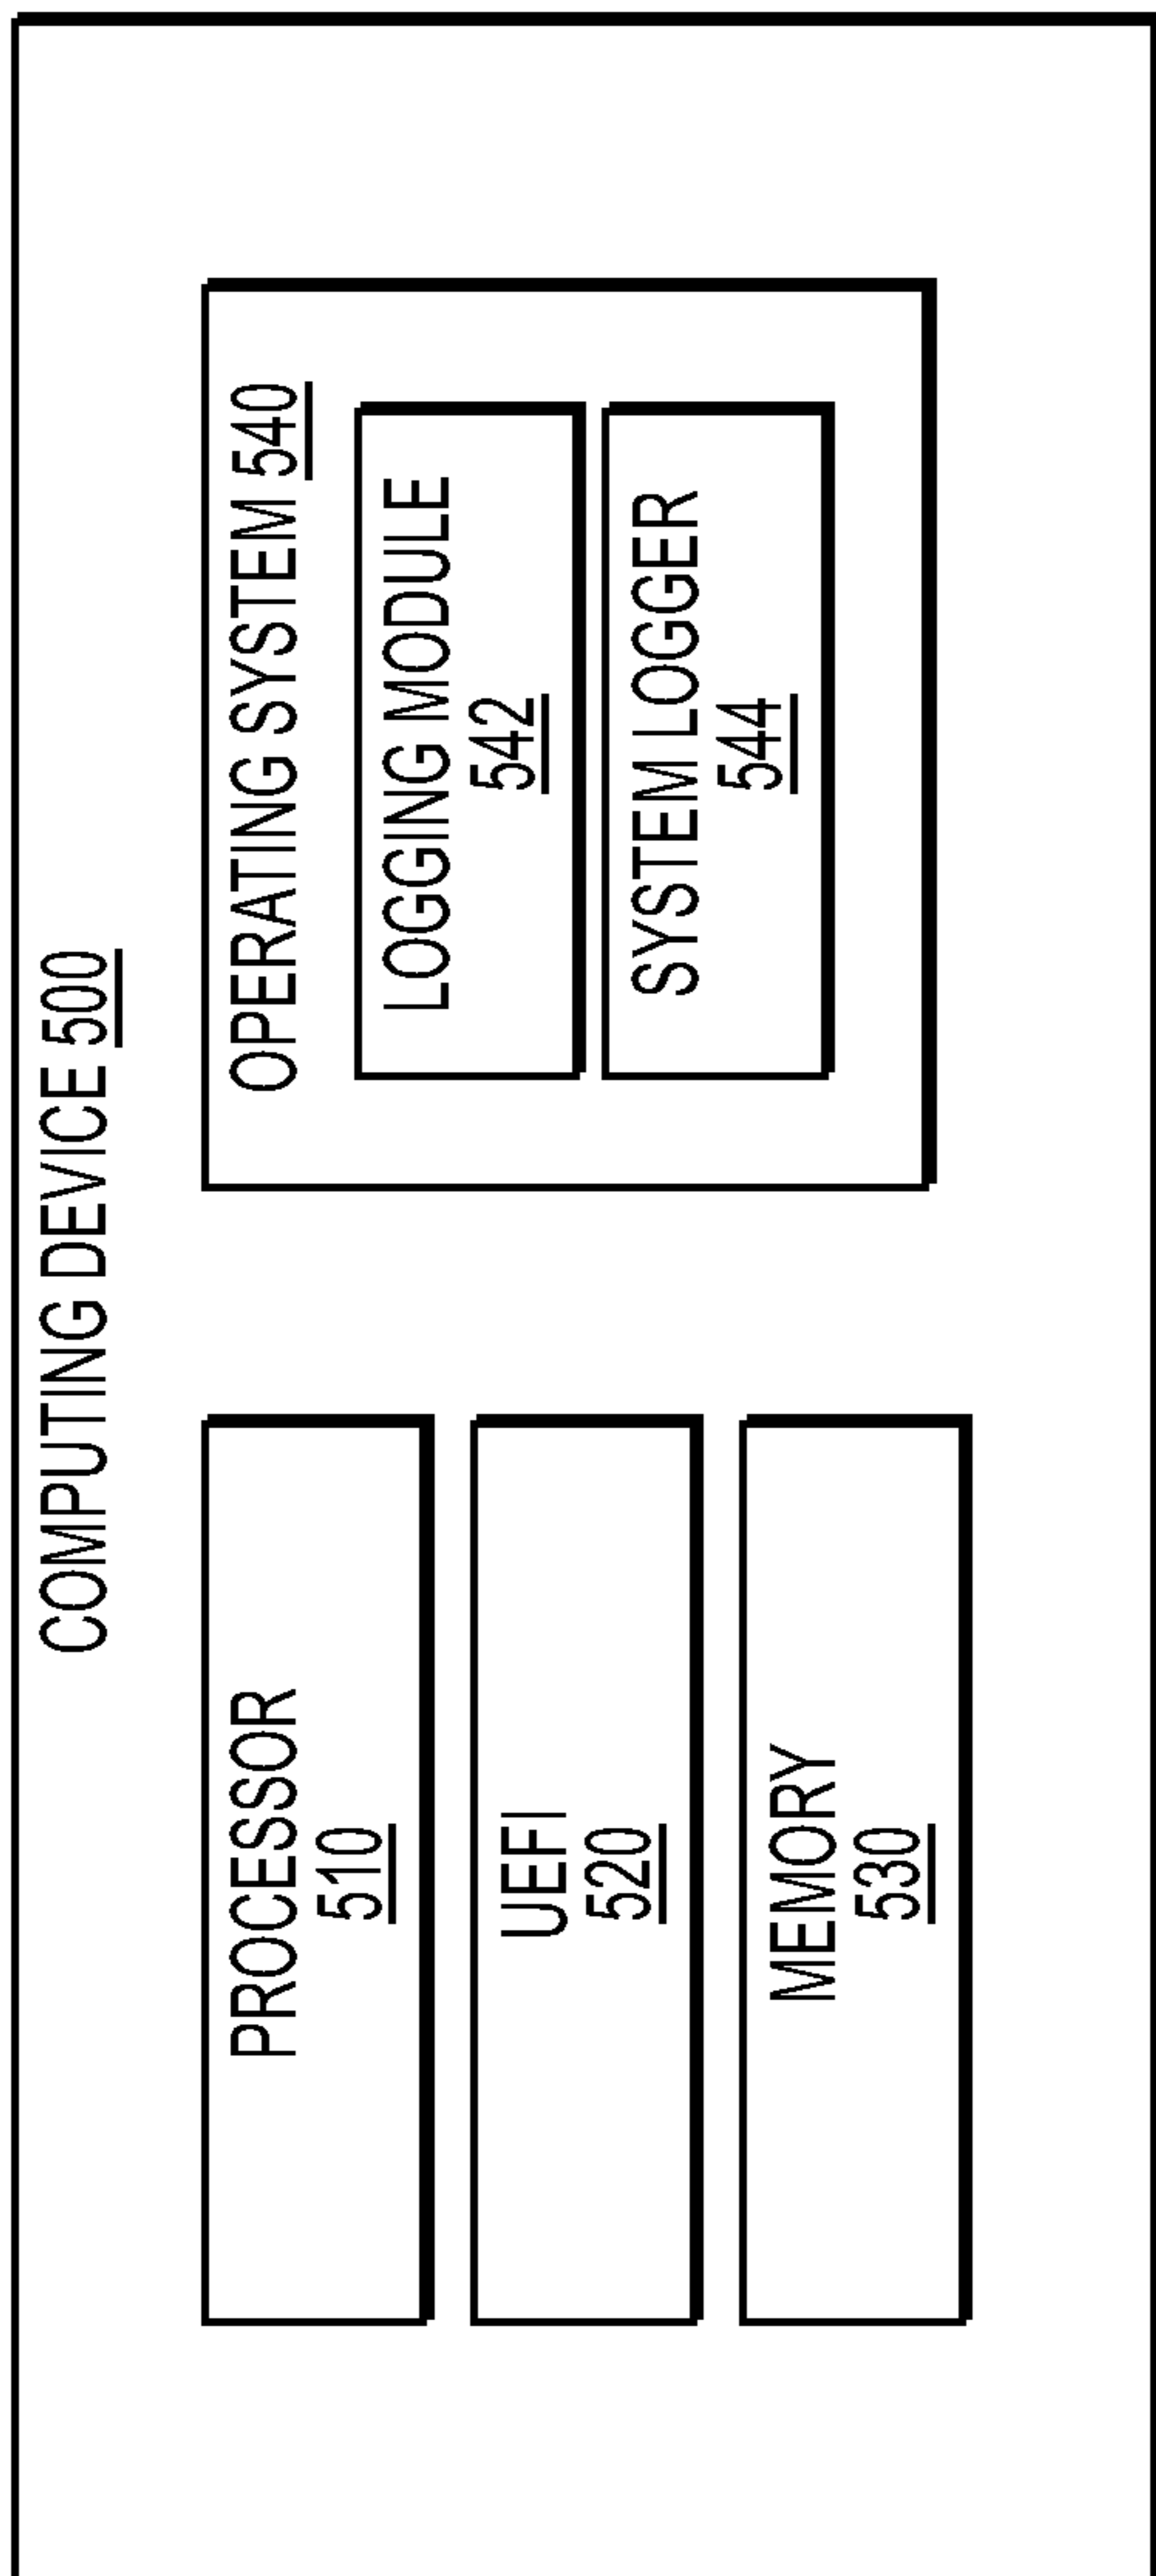 COMPUTING DEVICE 500
PROCESSOR
510
UEFI
520
MEMORY
530
OPERATING SYSTEM 540
LOGGING MODULE
542
SYSTEM LOGGER
544